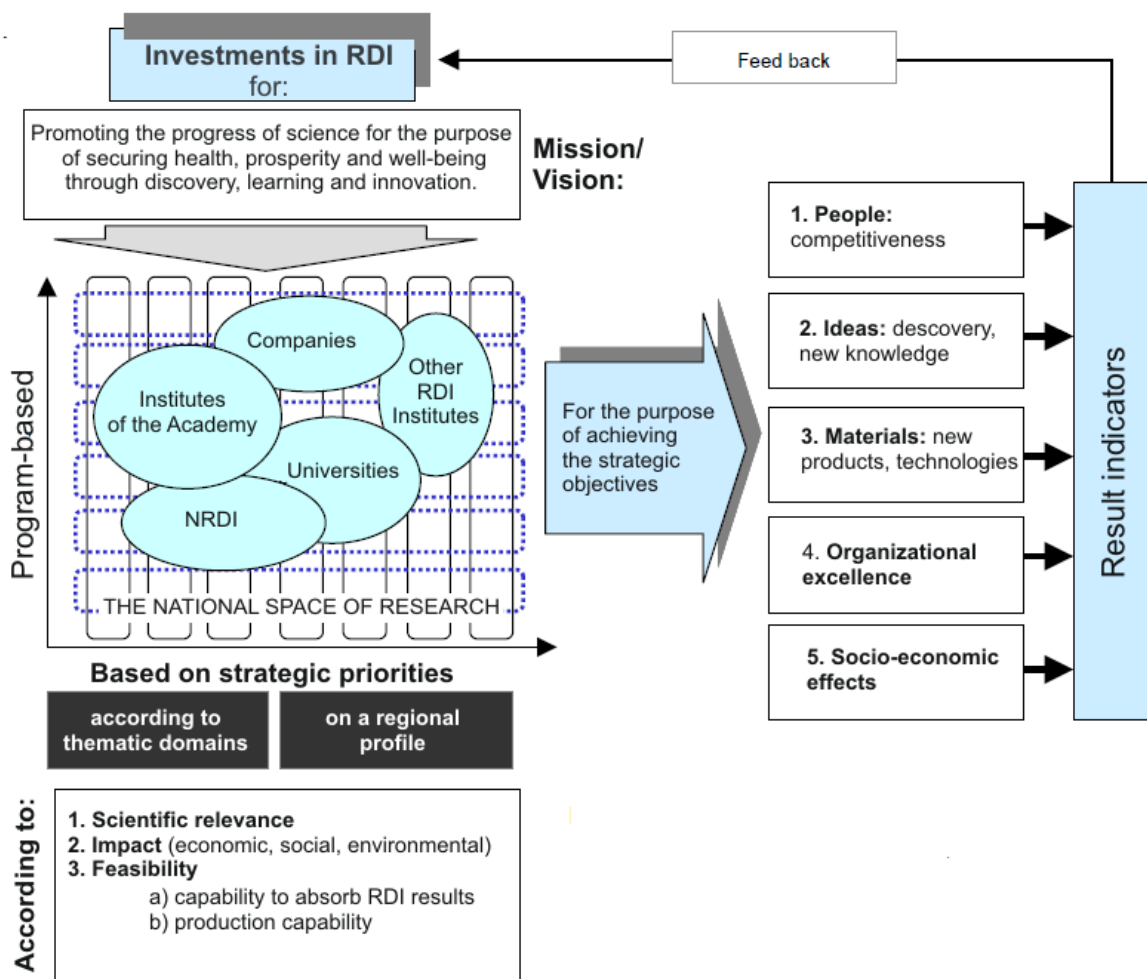 Investments in RDI
for:
Feed back
Promoting the progress of science for the purpose
of securing health, prosperity and well-being
through discovery, learning and innovation.
Mission/
Vision:
Program-based
Companies
Other
RDI
Institutes
Institutes
of the Academy
Universities
NRDI
THE NATIONAL SPACE OF RESEARCH
Based on strategic priorities
according to
thematic domains
on a regional
profile
According to:
1. Scientific relevance
2. Impact (economic, social, environmental)
3. Feasibility
a) capability to absorb RDI results
b) production capability
For the purpose
of achieving
the strategic
objectives
1. People:
competitiveness
2. Ideas: descovery,
new knowledge
3. Materials: new
products, technologies
4. Organizational
excellence
5. Socio-economic
effects
Result indicators